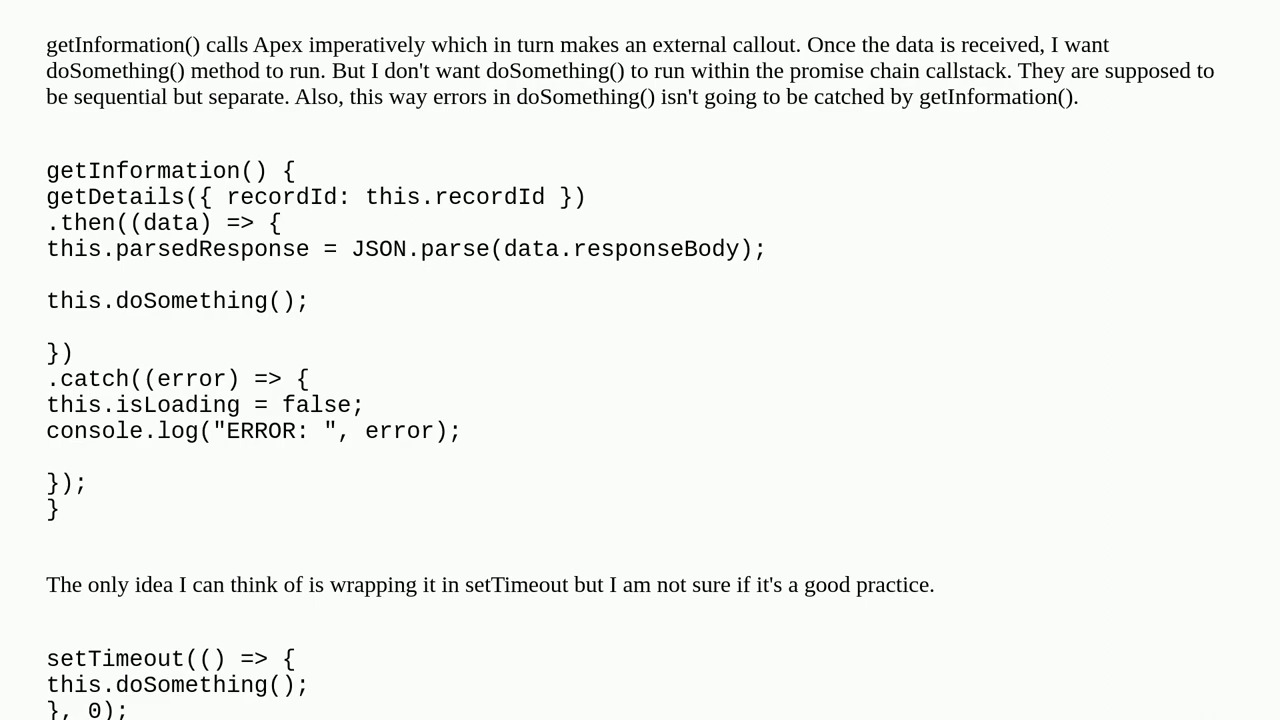 getInformation() calls Apex imperatively which in turn makes an external callout. Once the data is received, I want
doSomething() method to run. But I don't want doSomething() to run within the promise chain callstack. They are supposed to
be sequential but separate. Also, this way errors in doSomething() isn't going to be catched by getInformation().
getInformation() {
getDetails({ recordId: this.recordId })
.then((data) => {
this.parsedResponse = JSON.parse(data.responseBody);
this.doSomething();
})
.catch((error) => {
this.isLoading = false;
console.log("ERROR: ", error);
});
}
The only idea I can think of is wrapping it in setTimeout but I am not sure if it's a good practice.
setTimeout(() => {
this.doSomething();
}, 0);